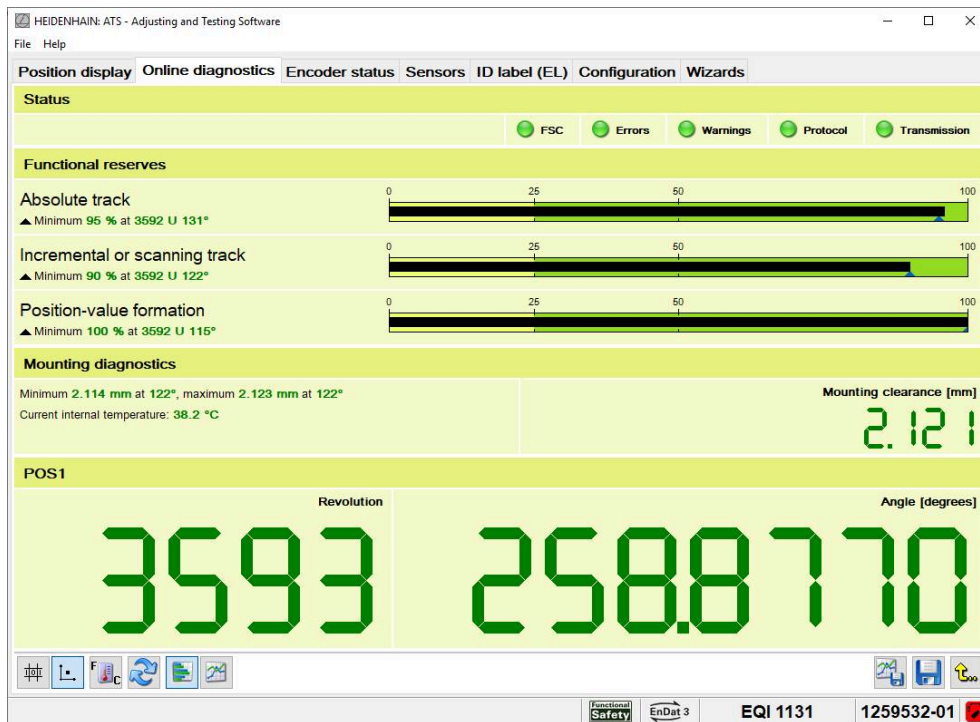 HEIDENHAIN: ATS - Adjusting and Testing Software
File Help
Position display Online diagnostics Encoder status Sensors ID label (EL) Configuration Wizards
Status
FSC Errors Warnings Protocol Transmission
Functional reserves
Absolute track
0 25 50 100
Minimum 95 % at 3592 U 131°
Incremental or scanning track
0 25 50 100
Minimum 90 % at 3592 U 122°
Position-value formation
0 25 50 100
Minimum 100 % at 3592 U 115°
Mounting diagnostics
Minimum 2.114 mm at 122°, maximum 2.123 mm at 122°
Current internal temperature: 38.2 °C
Mounting clearance [mm]
2.121
POS1
Revolution Angle [degrees]
3593 258.8770
F C
Functional Safety EnDat 3 EQI 1131 1259532-01